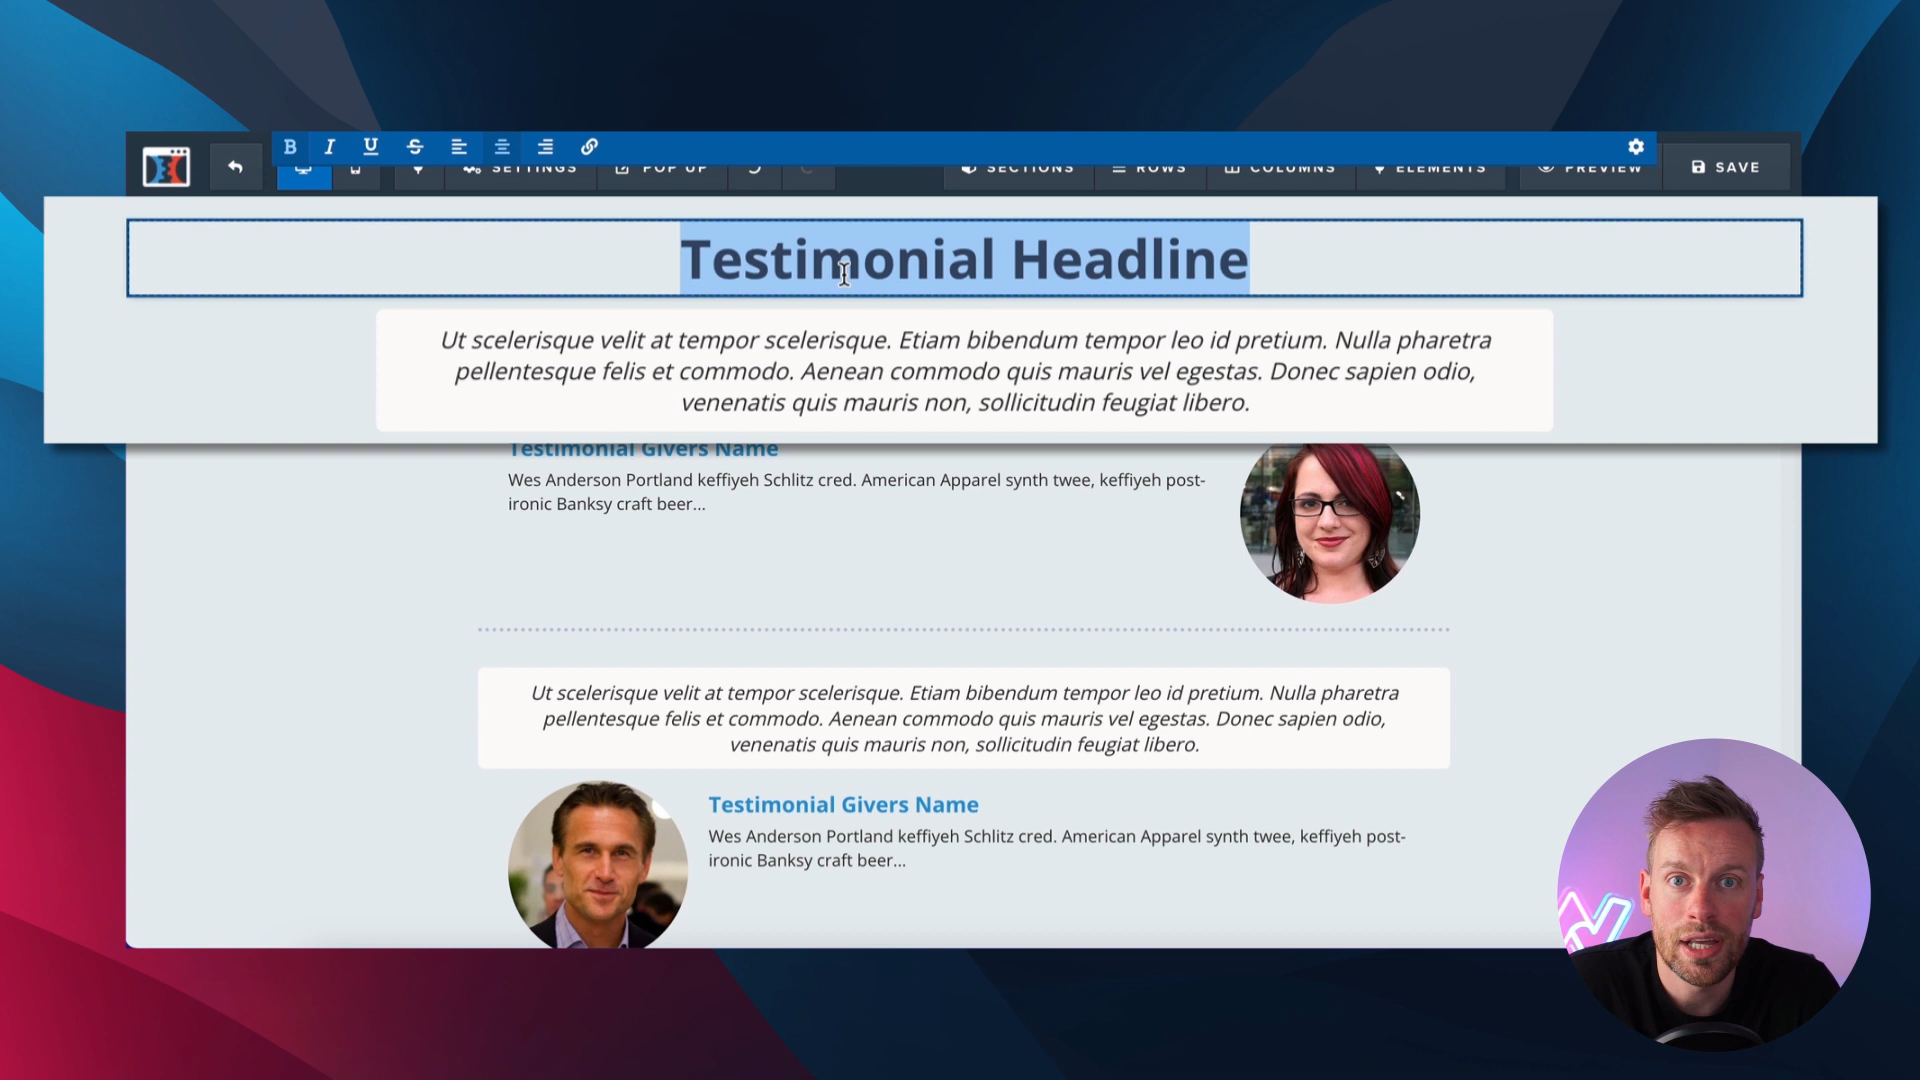 SETTINGS POP UP SECTIONS ROWS COLUMNS ELEMENTS PREVIEW SAVE
Testimonial Headline
Ut scelerisque velit at tempor scelerisque. Etiam bibendum tempor leo id pretium. Nulla pharetra
pellentesque felis et commodo. Aenean commodo quis mauris vel egestas. Donec sapien odio,
venenatis quis mauris non, sollicitudin feugiat libero.
Testimonial Givers Name
Wes Anderson Portland keffiyeh Schlitz cred. American Apparel synth twee, keffiyeh post-
ironic Banksy craft beer...
Ut scelerisque velit at tempor scelerisque. Etiam bibendum tempor leo id pretium. Nulla pharetra
pellentesque felis et commodo. Aenean commodo quis mauris vel egestas. Donec sapien odio,
venenatis quis mauris non, sollicitudin feugiat libero.
Testimonial Givers Name
Wes Anderson Portland keffiyeh Schlitz cred. American Apparel synth twee, keffiyeh post-
ironic Banksy craft beer...